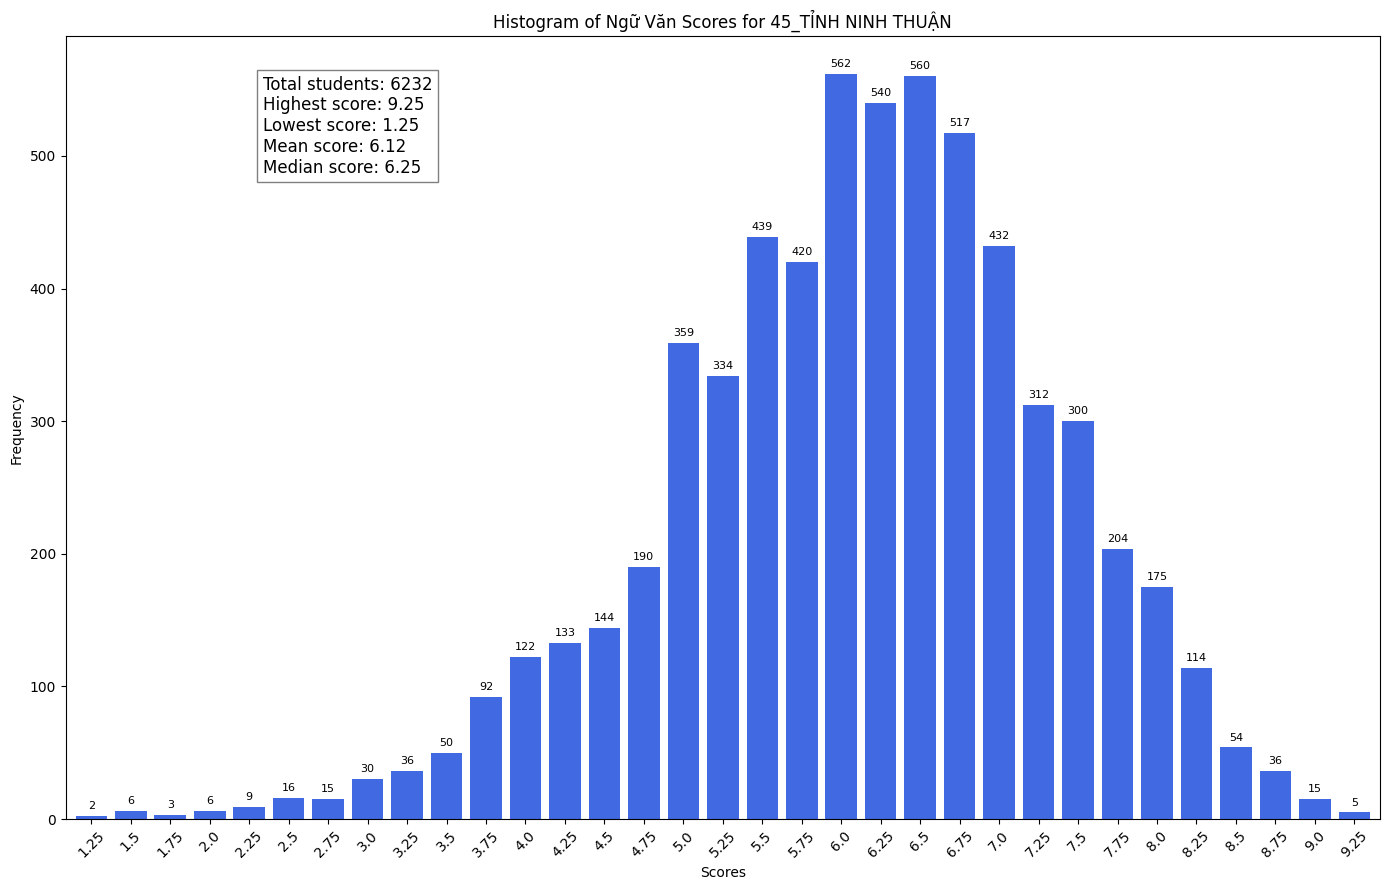 Histogram of Ngữ Văn Scores for 45_TỈNH NINH THUẬN
Total students: 6232
Highest score: 9.25
Lowest score: 1.25
Mean score: 6.12
Median score: 6.25
Frequency
500
400
300
200
100
0
2 6 3 6 9 16 15 30 36 50 92 122 133 144 190 359 334 439 420 562 540 560 517 432 312 300 204 175 114 54 36 15 5
1.25 1.5 1.75 2.0 2.25 2.5 2.75 3.0 3.25 3.5 3.75 4.0 4.25 4.5 4.75 5.0 5.25 5.5 5.75 6.0 6.25 6.5 6.75 7.0 7.25 7.5 7.75 8.0 8.25 8.5 8.75 9.0 9.25
Scores